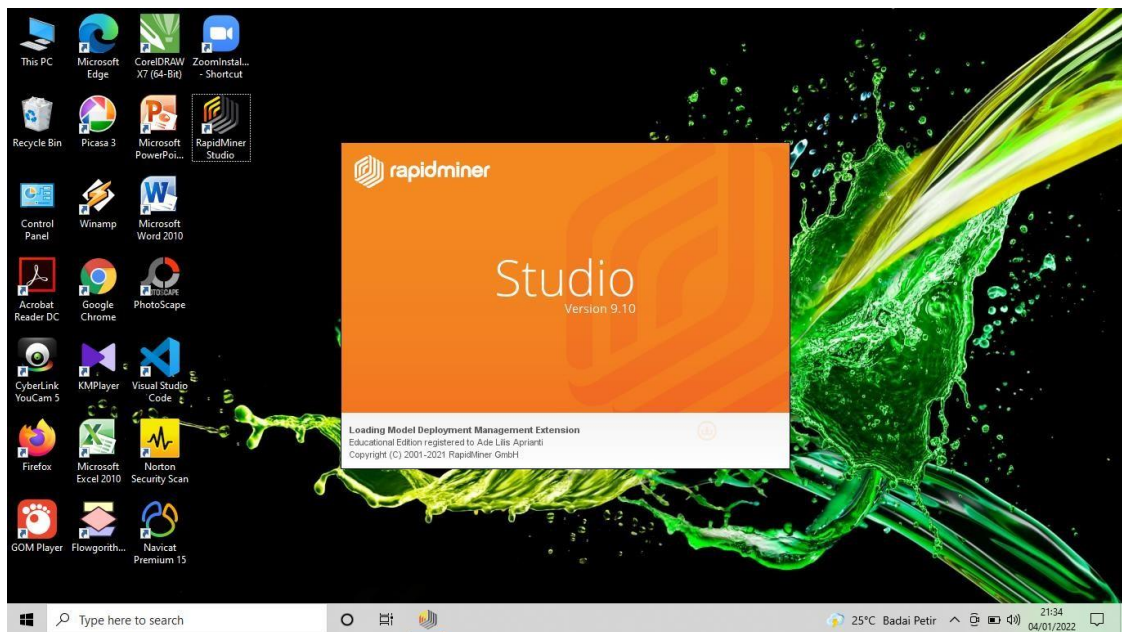 This PC
Microsoft
Edge
CorelDRAW
X7 (64-Bit)
ZoomInstal...
- Shortcut
Recycle Bin
Picasa 3
Microsoft
PowerPoi...
RapidMiner
Studio
Control
Panel
Winamp
Microsoft
Word 2010
Acrobat
Reader DC
Google
Chrome
PHOTOSCAPE
PhotoScape
CyberLink
YouCam 5
KMPlayer
Visual Studio
Code
Firefox
Microsoft
Excel 2010
Norton
Security Scan
GOM Player
Flowgorith...
Navicat
Premium 15
rapidminer
Studio
Version 9.10
Loading Model Deployment Management Extension
Educational Edition registered to Ade Lilis Aprianti
Copyright (C) 2001-2021 RapidMiner GmbH
Type here to search
25°C Badai Petir
21:34
04/01/2022